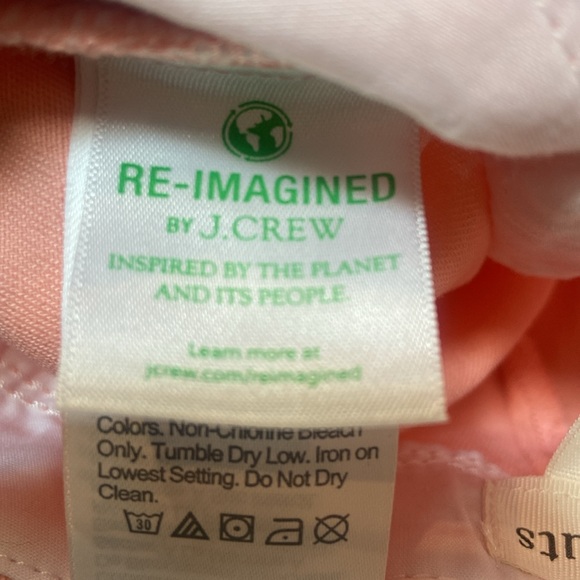 RE-IMAGINED
BY J.CREW
INSPIRED BY THE PLANET
AND ITS PEOPLE.
Learn more at
jcrew.com/reimagined
Colors. Non-Chlorine Bleach
Only. Tumble Dry Low. Iron on
Lowest Setting. Do Not Dry
Clean.
30
uts